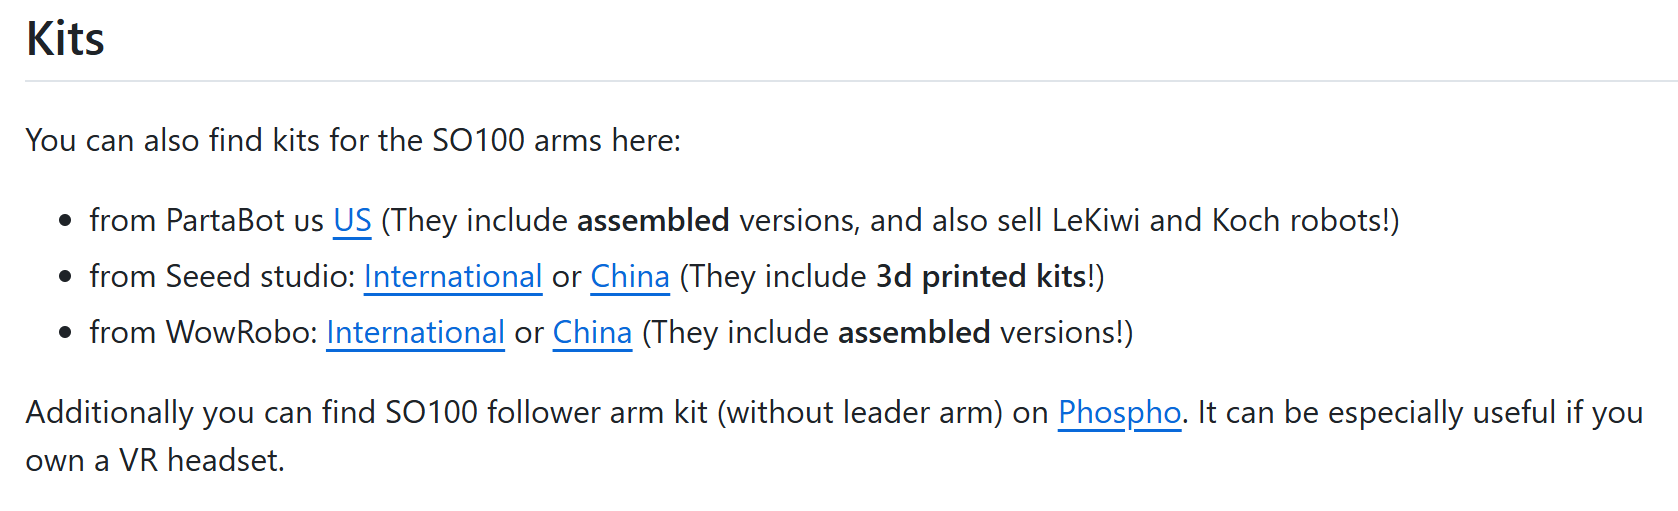 Kits
You can also find kits for the SO100 arms here:
• from PartaBot us US (They include assembled versions, and also sell LeKiwi and Koch robots!)
• from Seeed studio: International or China (They include 3d printed kits!)
• from WowRobo: International or China (They include assembled versions!)
Additionally you can find SO100 follower arm kit (without leader arm) on Phospho. It can be especially useful if you
own a VR headset.